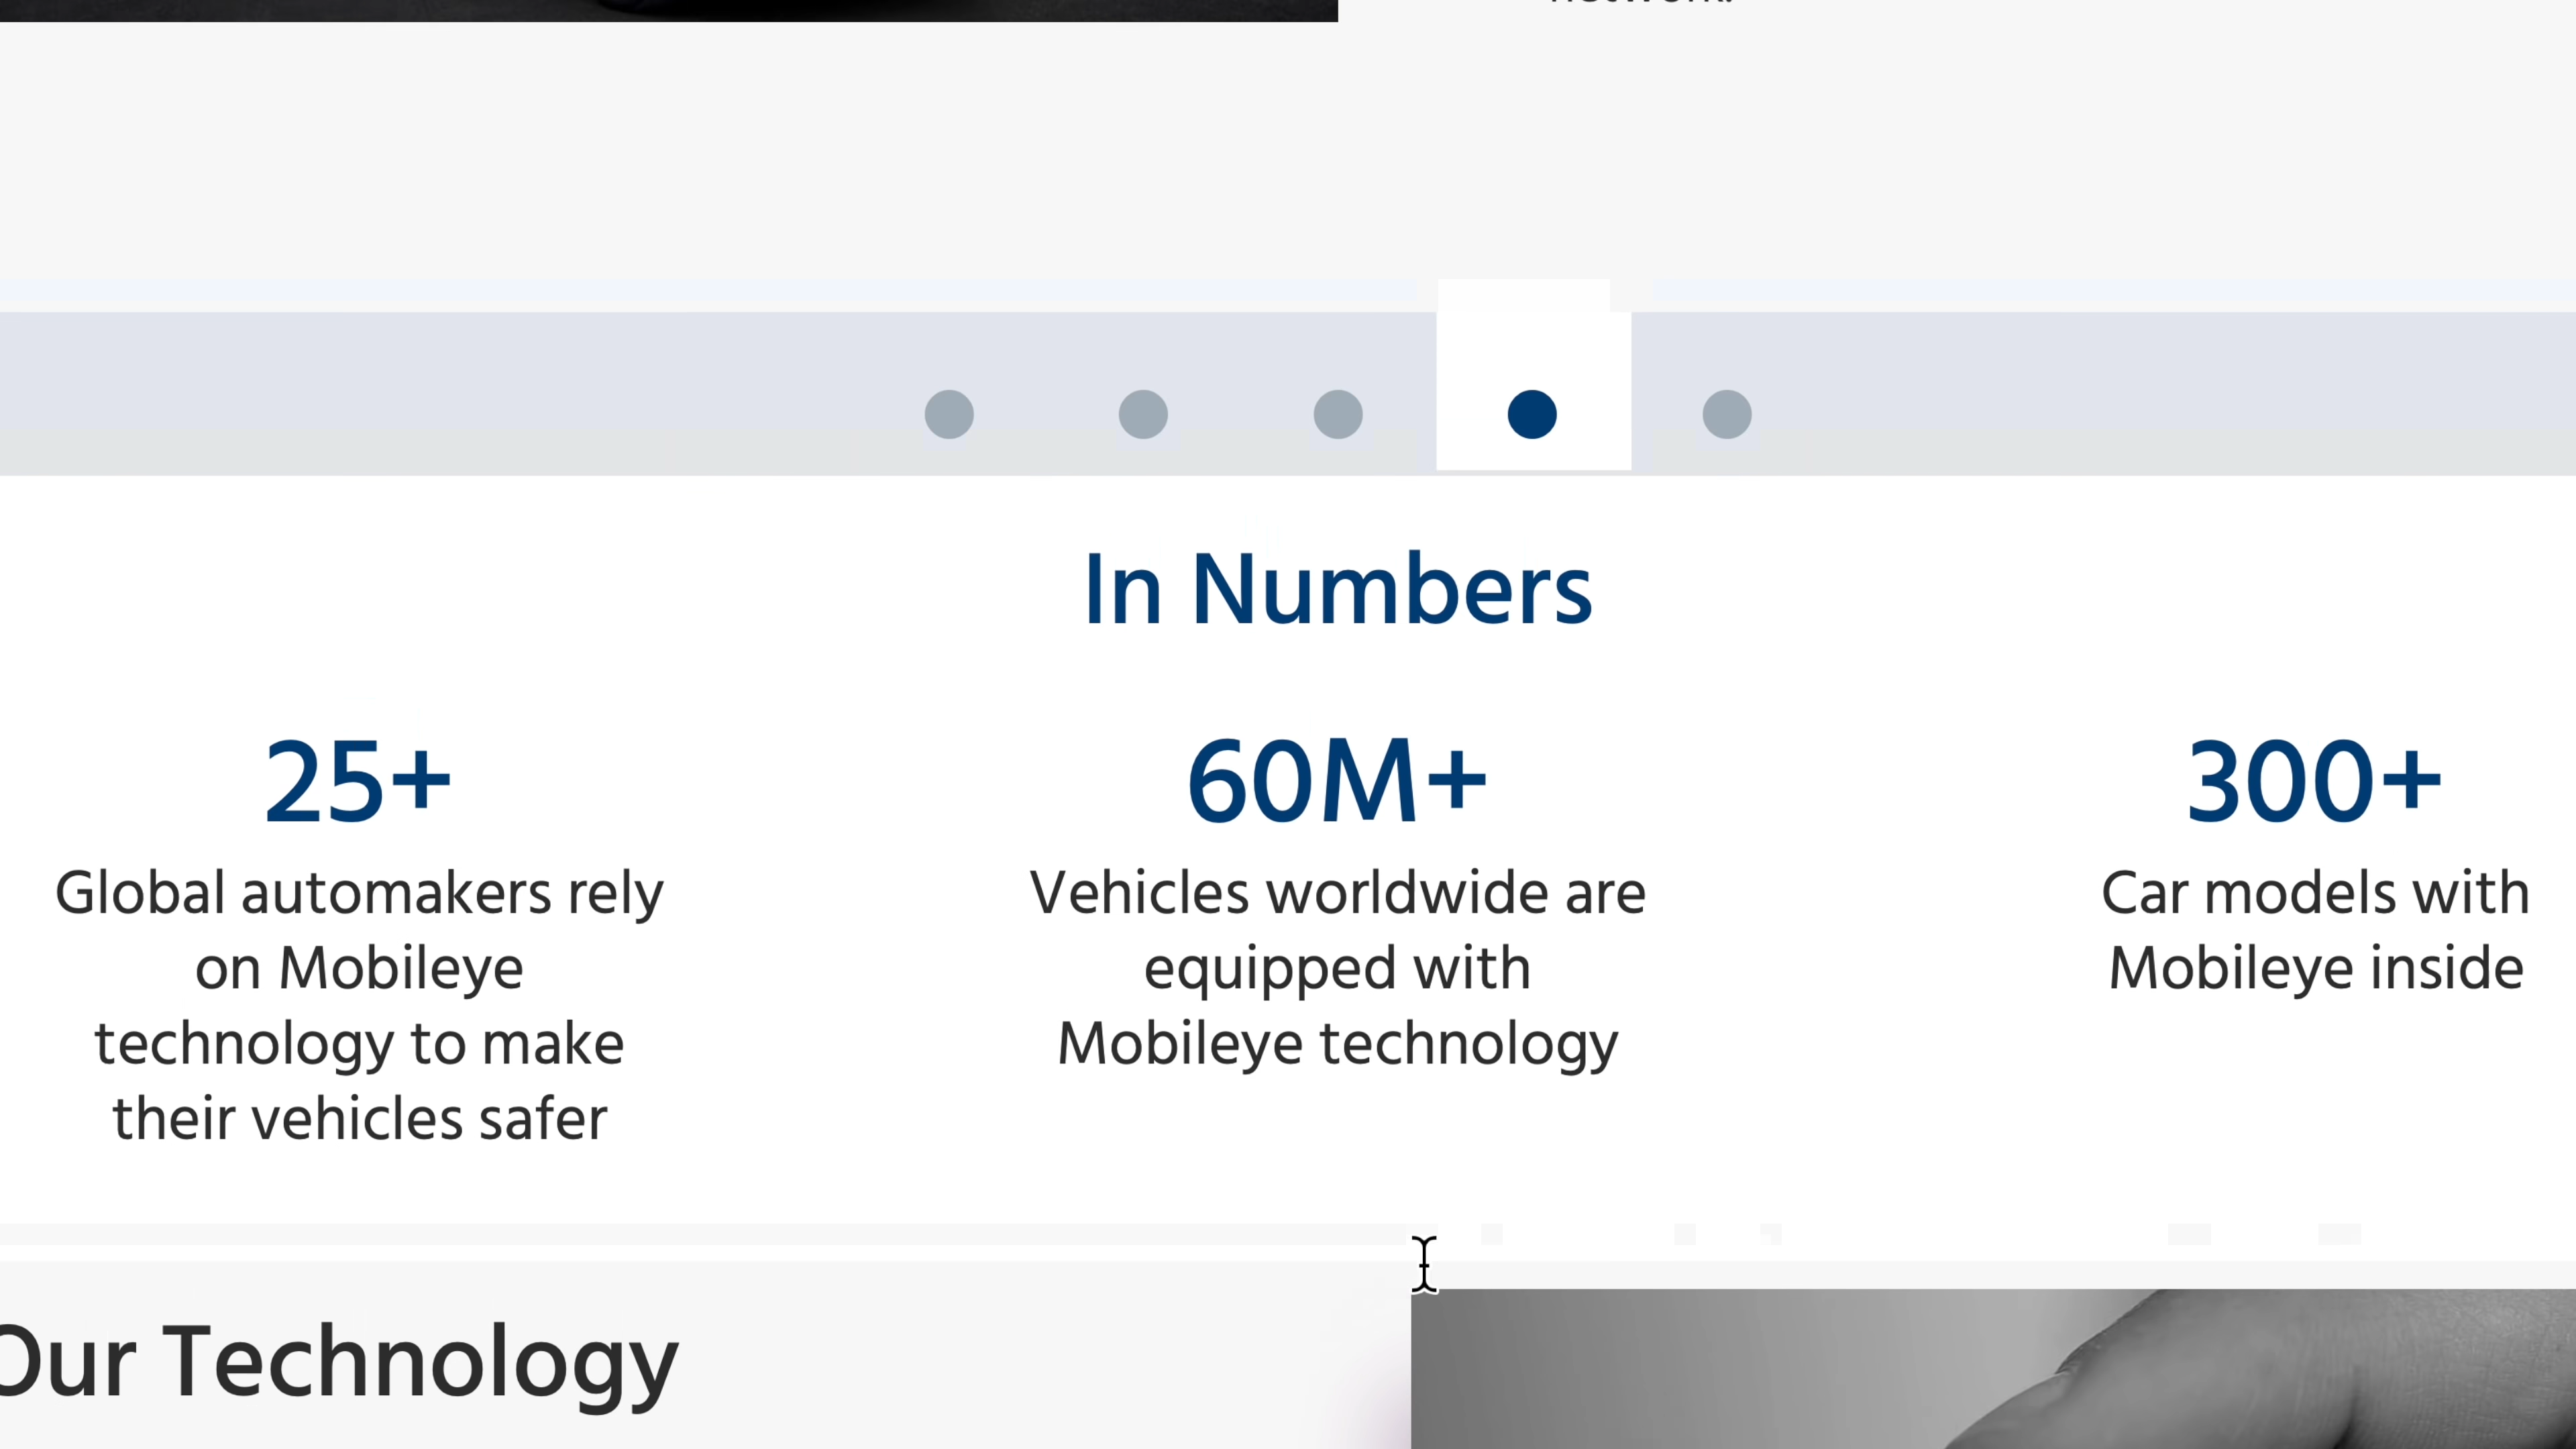 In Numbers
25+
Global automakers rely
on Mobileye
technology to make
their vehicles safer
60M+
Vehicles worldwide are
equipped with
Mobileye technology
300+
Car models with
Mobileye inside
Our Technology